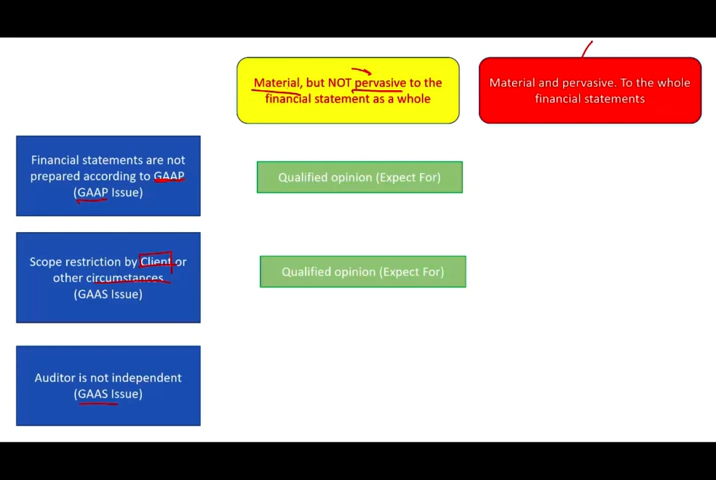 Material, but NOT pervasive to the
financial statement as a whole
Material and pervasive. To the whole
financial statements
Financial statements are not
prepared according to GAAP
(GAAP Issue)
Qualified opinion (Expect For)
Scope restriction by Client or
other circumstances
(GAAS Issue)
Qualified opinion (Expect For)
Auditor is not independent
(GAAS Issue)